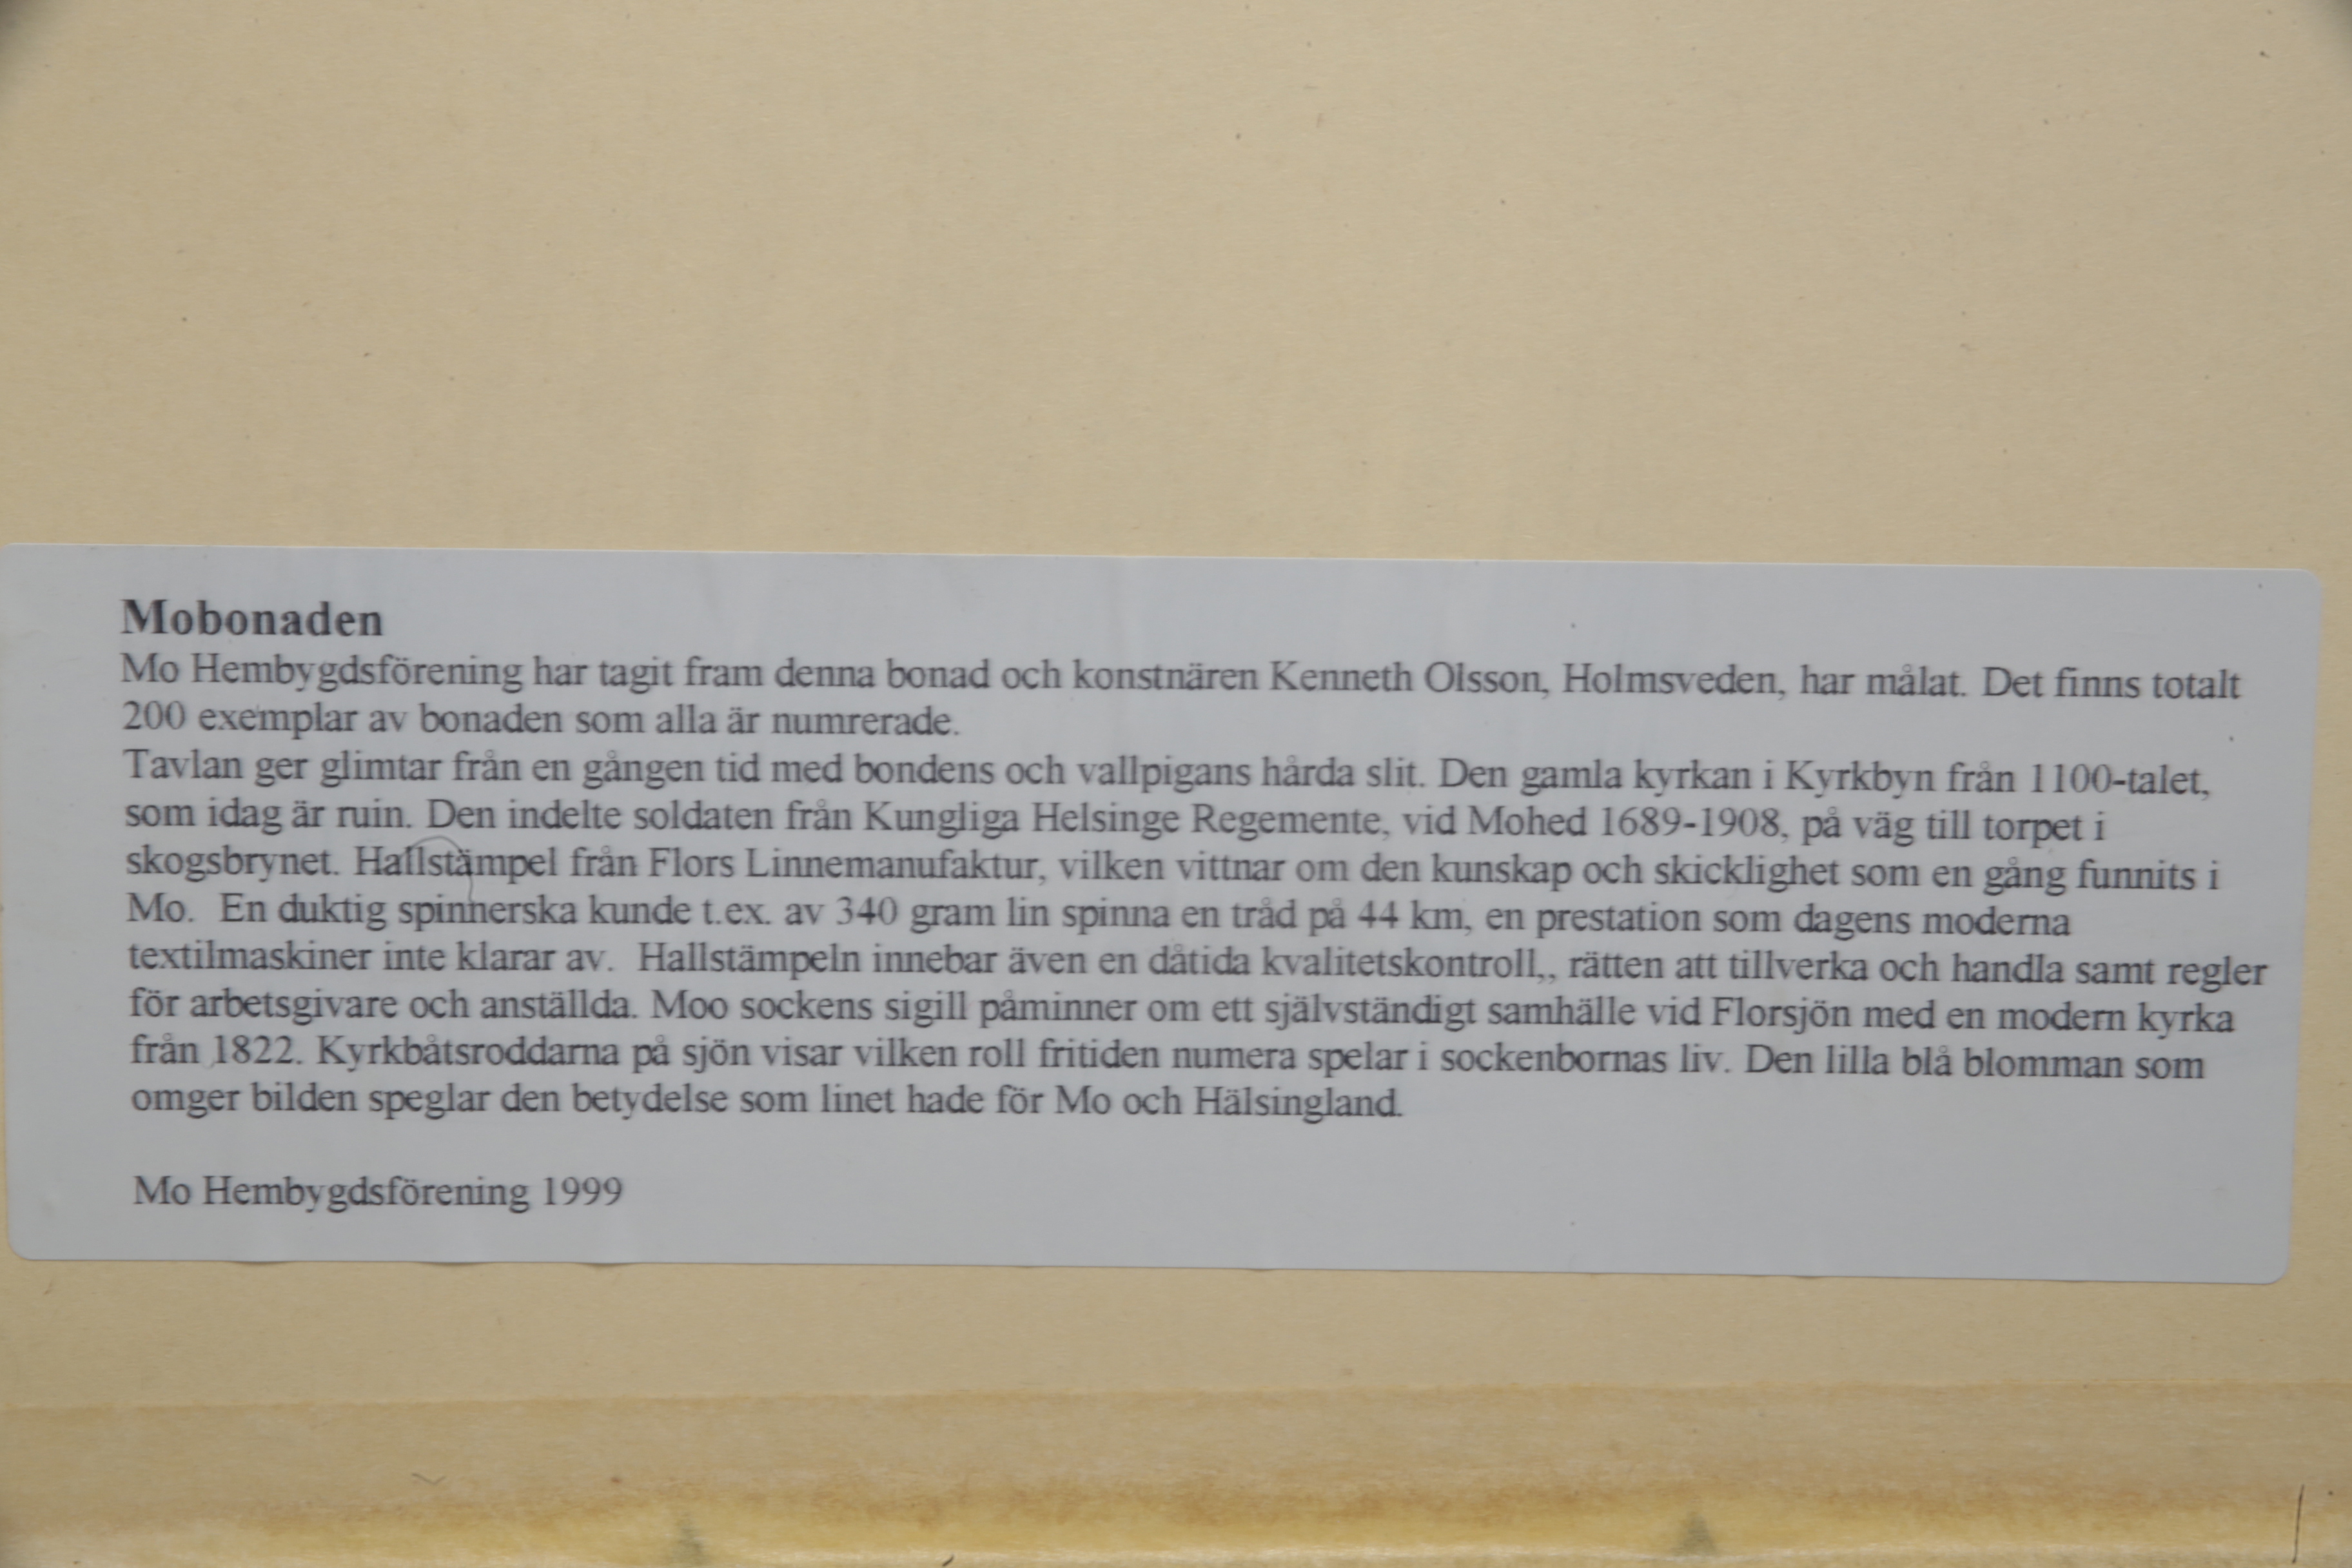 Mobonaden
Mo Hembygdsförening har tagit fram denna bonad och konstnären Kenneth Olsson, Holmsveden, har målat. Det finns totalt
200 exemplar av bonaden som alla är numrerade.
Tavlan ger glimtar från en gången tid med bondens och vallpigans hårda slit. Den gamla kyrkan i Kyrkbyn från 1100-talet,
som idag är ruin. Den indelte soldaten från Kungliga Helsinge Regemente, vid Mohed 1689-1908, på väg till torpet i
skogsbrynet. Hallstämpel från Flors Linnemanufaktur, vilken vittnar om den kunskap och skicklighet som en gång funnits i
Mo.  En duktig spinnerska kunde t.ex. av 340 gram lin spinna en tråd på 44 km, en prestation som dagens moderna
textilmaskiner inte klarar av.  Hallstämpeln innebar även en dåtida kvalitetskontroll,, rätten att tillverka och handla samt regler
för arbetsgivare och anställda. Moo sockens sigill påminner om ett självständigt samhälle vid Florsjön med en modern kyrka
från 1822. Kyrkbåtsroddarna på sjön visar vilken roll fritiden numera spelar i sockenbornas liv. Den lilla blå blomman som
omger bilden speglar den betydelse som linet hade för Mo och Hälsingland.
Mo Hembygdsförening 1999